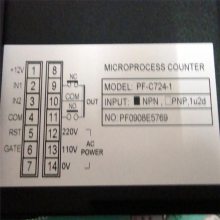 MICROPROCESS COUNTER
MODEL: PF-C724-1
INPUT: NPN, PNP, 1u2d
NO: PF0908E5769
+12V 1 8 NC
IN1 2 9 COM
IN2 3 10 NO OUT
COM 4 11
RST 5 12 220V
GATE 6 13 110V AC POWER
7 14 0V